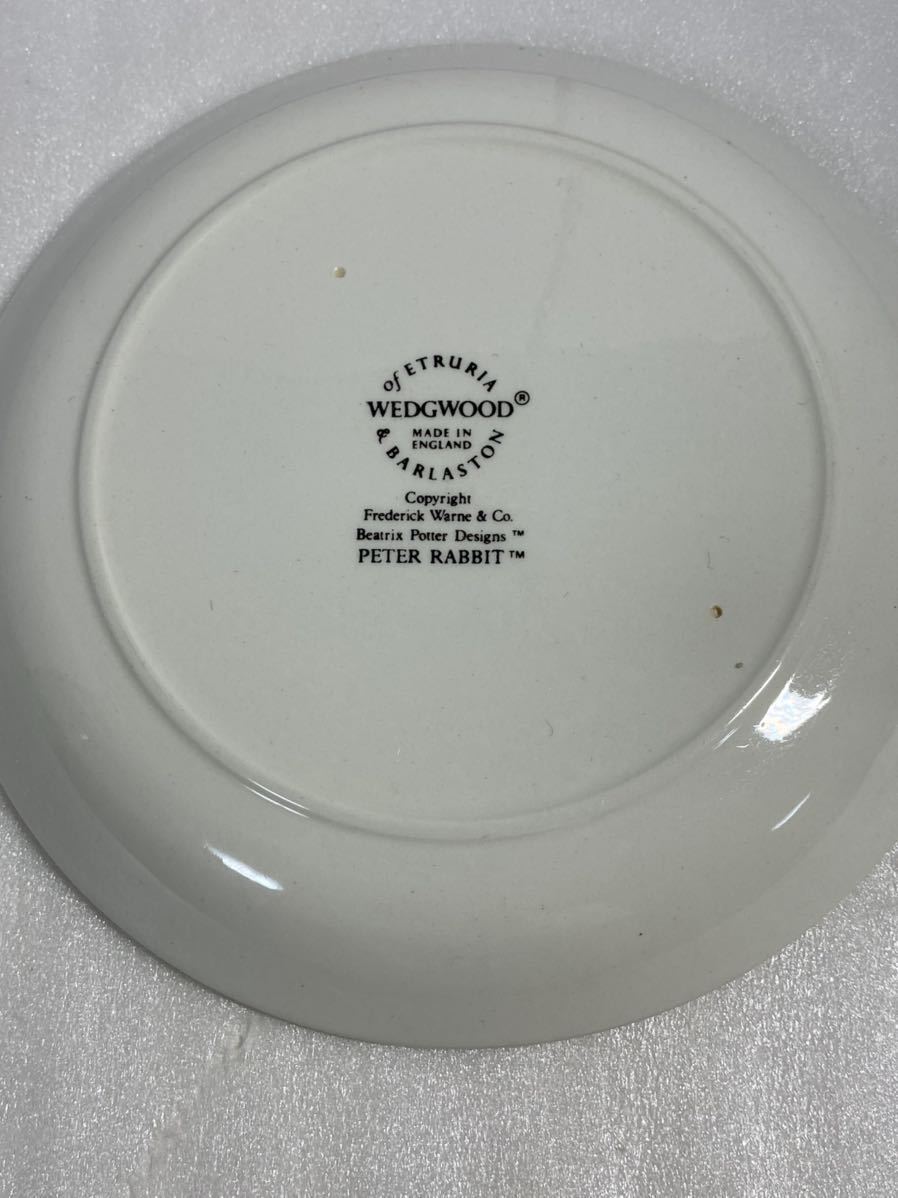 of ETRURIA
WEDGWOOD®
MADE IN
ENGLAND
& BARLASTON
Copyright
Frederick Warne & Co.
Beatrix Potter Designs ™
PETER RABBIT ™